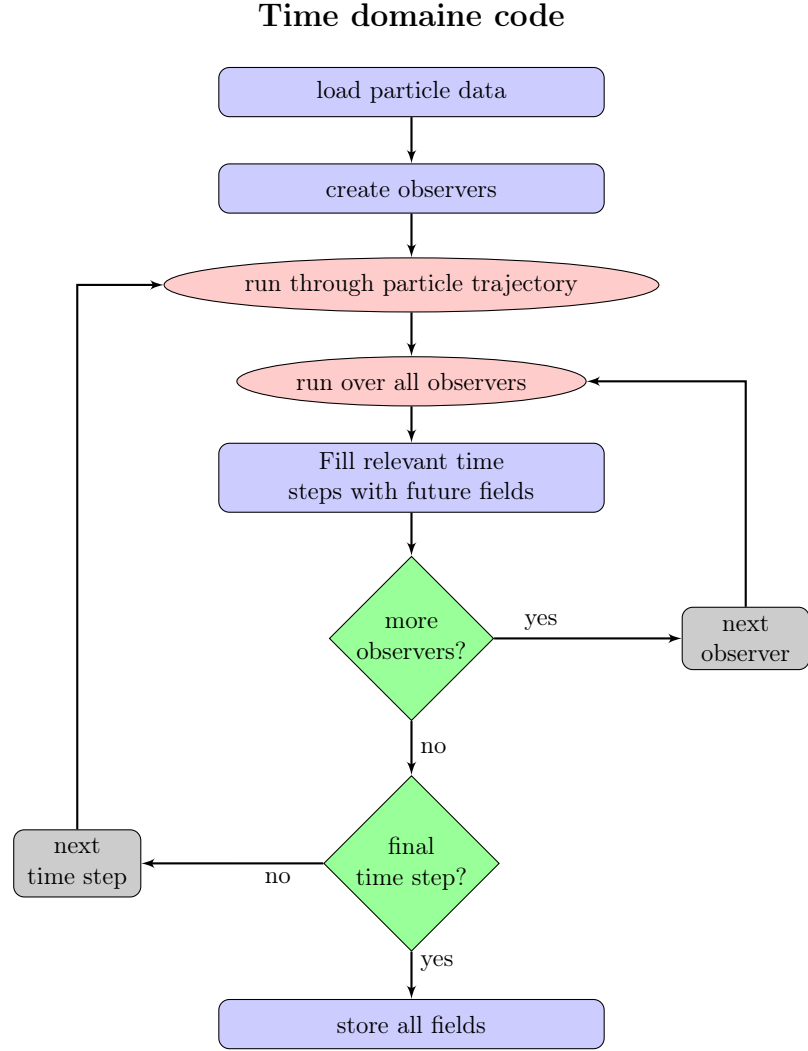 Time domaine code
load particle data
create observers
run through particle trajectory
run over all observers
Fill relevant time
steps with future fields
more
observers?
yes
next
observer
no
final
time step?
no
next
time step
yes
store all fields